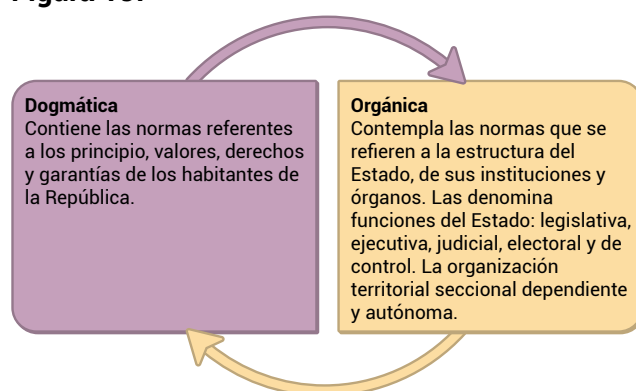 Dogmática
Contiene las normas referentes
a los principio, valores, derechos
y garantías de los habitantes de
la República.
Orgánica
Contempla las normas que se
refieren a la estructura del
Estado, de sus instituciones y
órganos. Las denomina
funciones del Estado: legislativa,
ejecutiva, judicial, electoral y de
control. La organización
territorial seccional dependiente
y autónoma.